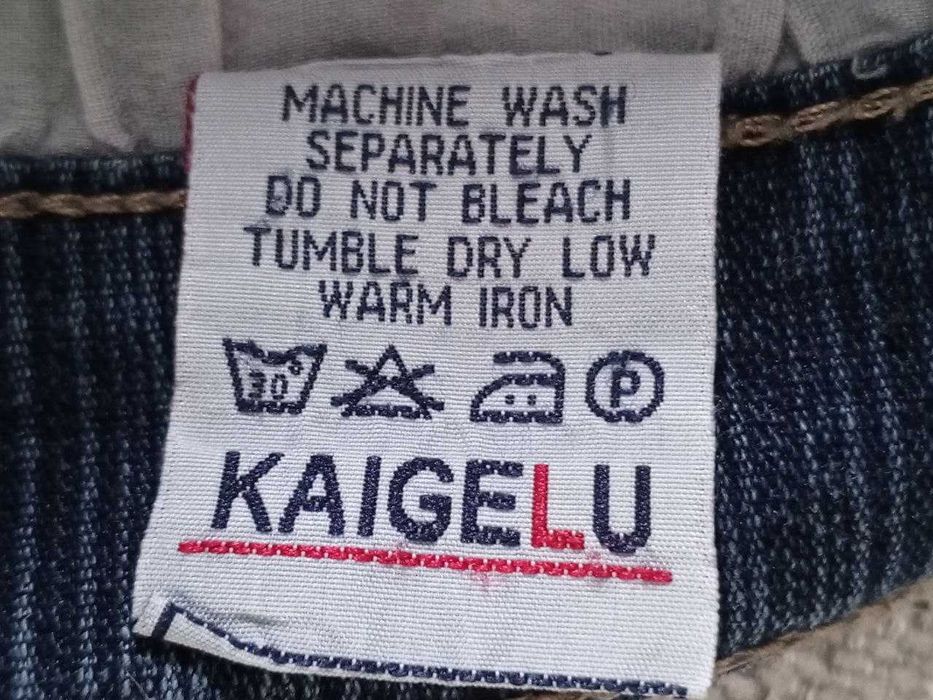 MACHINE WASH
SEPARATELY
DO NOT BLEACH
TUMBLE DRY LOW
WARM IRON
30° P
KAIGELU